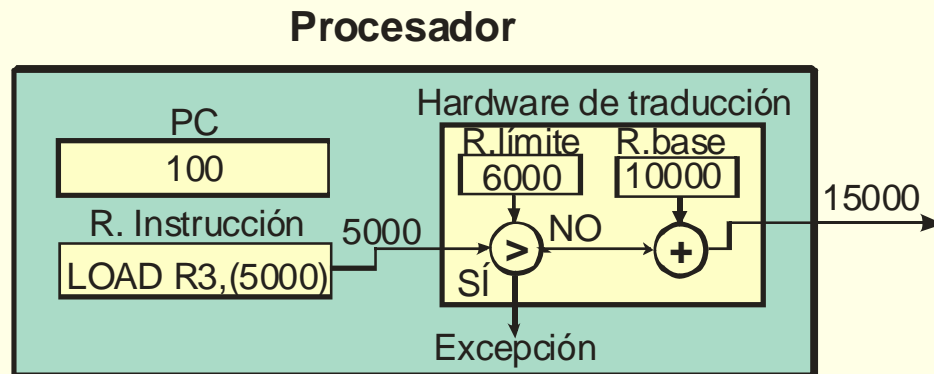 Procesador
Hardware de traducción
PC
100
R.límite
6000
R.base
10000
15000
R. Instrucción
LOAD R3,(5000)
5000
>
NO
+
SÍ
Excepción